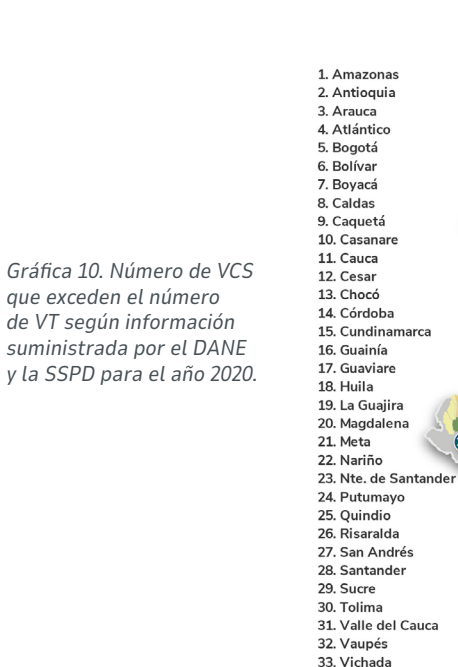 Gráfica 10. Número de VCS
que exceden el número
de VT según información
suministrada por el DANE
y la SSPD para el año 2020.
1. Amazonas
2. Antioquia
3. Arauca
4. Atlántico
5. Bogotá
6. Bolívar
7. Boyacá
8. Caldas
9. Caquetá
10. Casanare
11. Cauca
12. Cesar
13. Chocó
14. Córdoba
15. Cundinamarca
16. Guainía
17. Guaviare
18. Huila
19. La Guajira
20. Magdalena
21. Meta
22. Nariño
23. Nte. de Santander
24. Putumayo
25. Quindio
26. Risaralda
27. San Andrés
28. Santander
29. Sucre
30. Tolima
31. Valle del Cauca
32. Vaupés
33. Vichada